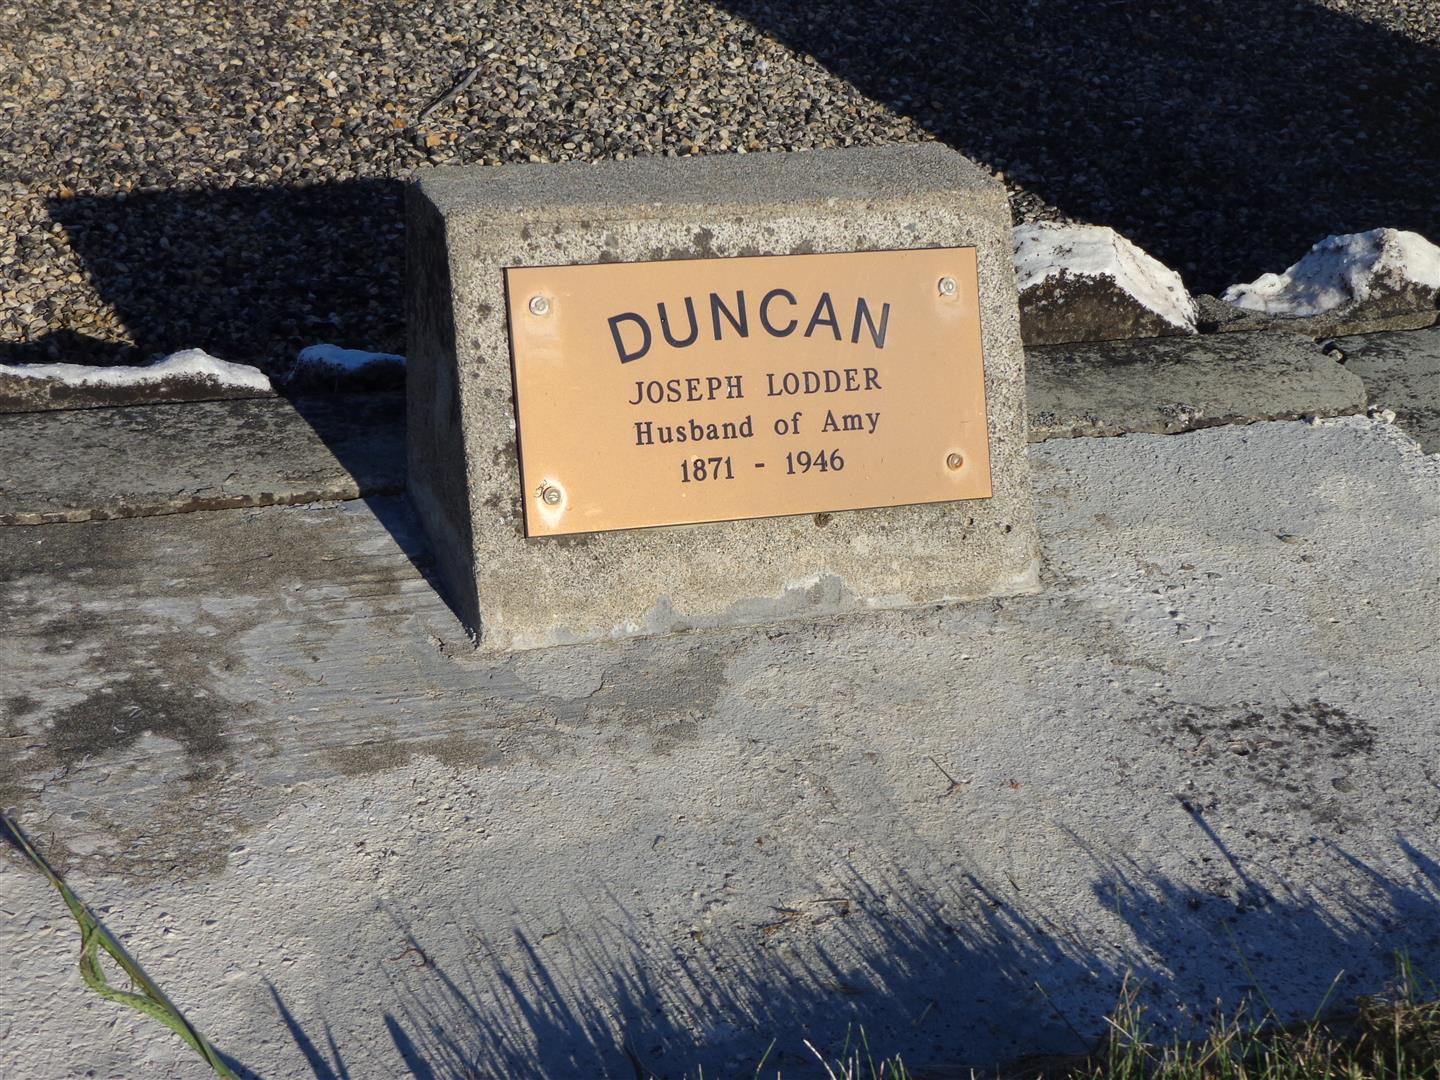 DUNCAN
JOSEPH LODDER
Husband of Amy
1871 - 1946